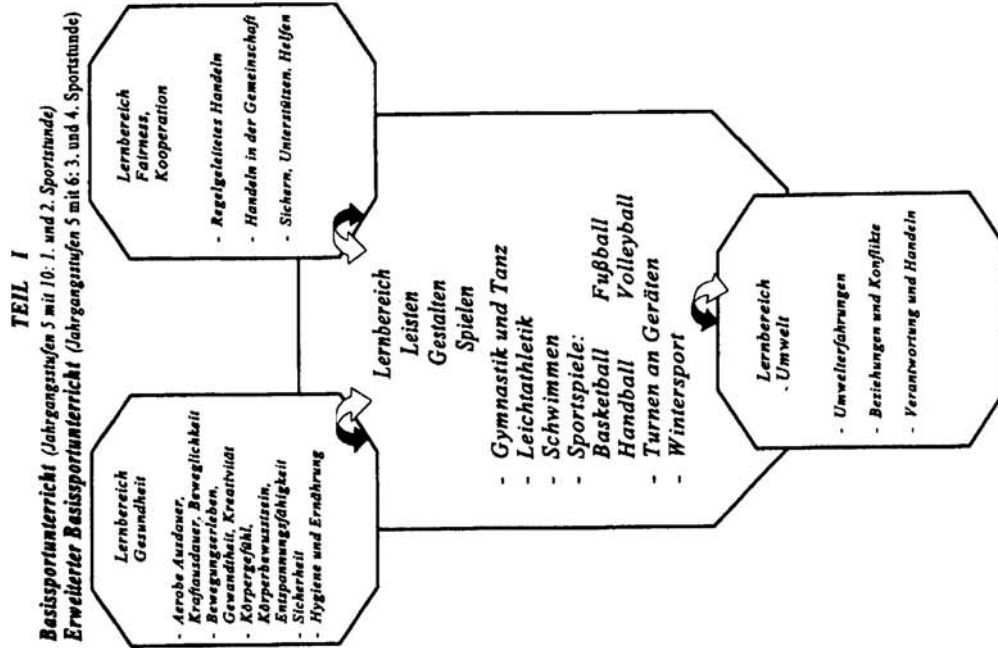 TEIL I
Basissportunterricht (Jahrgangsstufen 5 mit 10: 1. und 2. Sportstunde)
Erweiterter Basissportunterricht (Jahrgangsstufen 5 mit 6: 3. und 4. Sportstunde)
Lernbereich
Gesundheit
- Aerobe Ausdauer,
Kraftausdauer, Beweglichkeit
- Bewegungserleben,
Gewandtheit, Kreativität
- Körpergefühl,
Körperbewusstsein,
Entspannungsfähigkeit
- Sicherheit
- Hygiene und Ernährung
Lernbereich
Fairness,
Kooperation
- Regelgeleitetes Handeln
- Handeln in der Gemeinschaft
- Sichern, Unterstützen, Helfen
Lernbereich
Leisten
Gestalten
Spielen
- Gymnastik und Tanz
- Leichtathletik
- Schwimmen
- Sportspiele:
Basketball Fußball
Handball Volleyball
- Turnen an Geräten
- Wintersport
Lernbereich
- Umwelt
- Umwelterfahrungen
- Beziehungen und Konflikte
- Verantwortung und Handeln